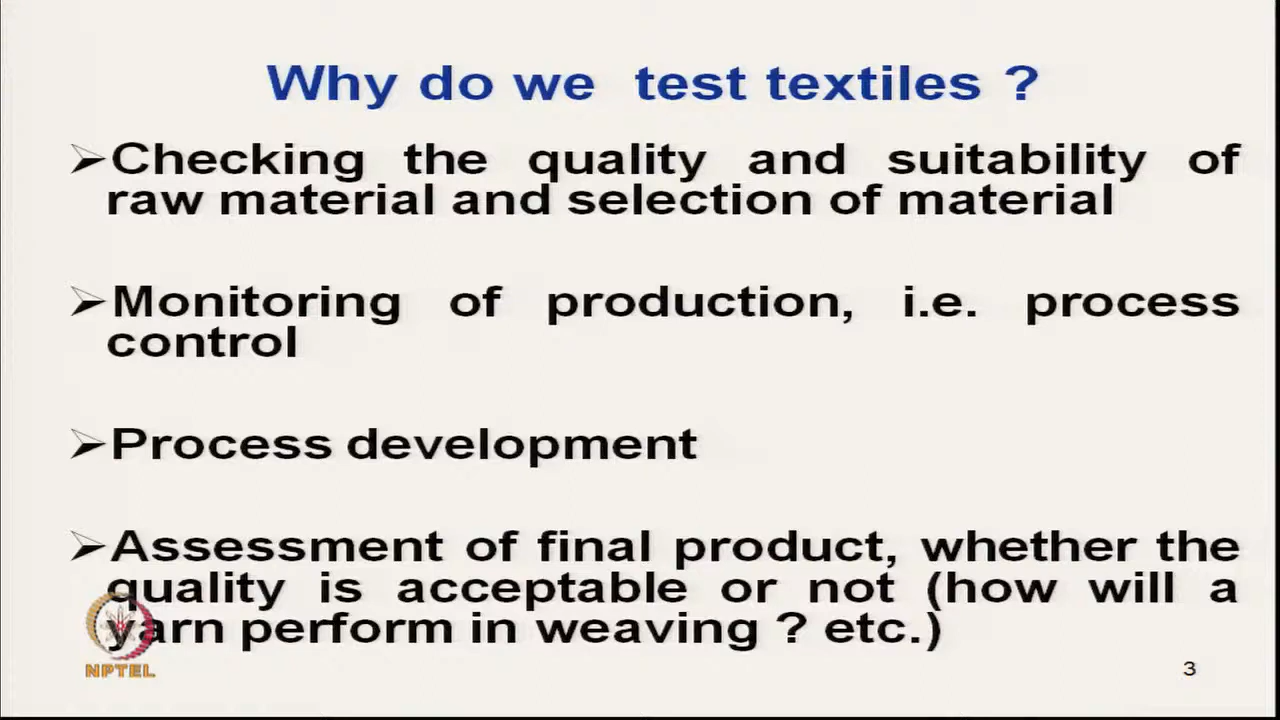 Why do we test textiles ?
➢Checking the quality and suitability of
raw material and selection of material
➢Monitoring of production, i.e. process
control
➢Process development
➢Assessment of final product, whether the
quality is acceptable or not (how will a
yarn perform in weaving ? etc.)
NPTEL
3